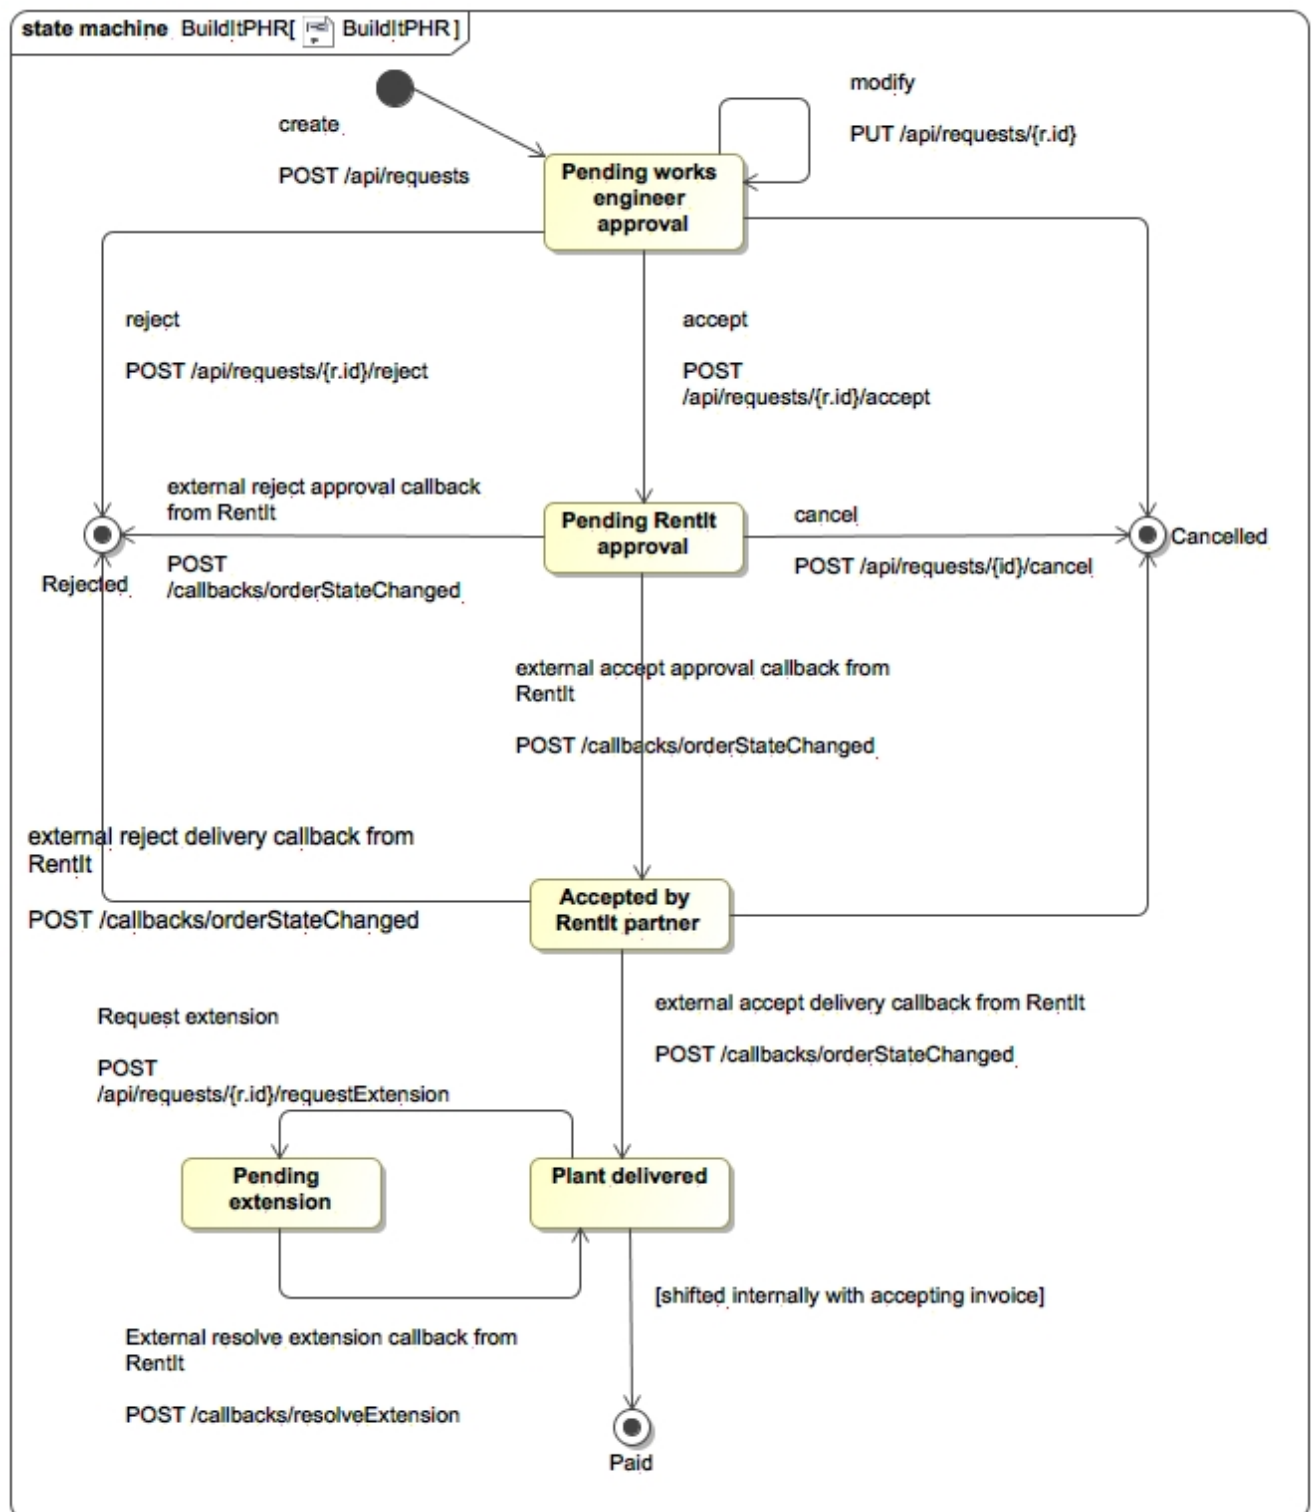 state machine BuildItPHR[ BuildItPHR]
modify
PUT /api/requests/{r.id}
create
POST /api/requests
Pending works
engineer
approval
reject
POST /api/requests/{r.id}/reject
accept
POST
/api/requests/{r.id}/accept
external reject approval callback
from RentIt
POST
/callbacks/orderStateChanged
Rejected
Pending RentIt
approval
cancel
POST /api/requests/{id}/cancel
Cancelled
external accept approval callback from
RentIt
POST /callbacks/orderStateChanged
external reject delivery callback from
RentIt
POST /callbacks/orderStateChanged
Accepted by
RentIt partner
Request extension
POST
/api/requests/{r.id}/requestExtension
external accept delivery callback from RentIt
POST /callbacks/orderStateChanged
Pending
extension
Plant delivered
[shifted internally with accepting invoice]
External resolve extension callback from
RentIt
POST /callbacks/resolveExtension
Paid